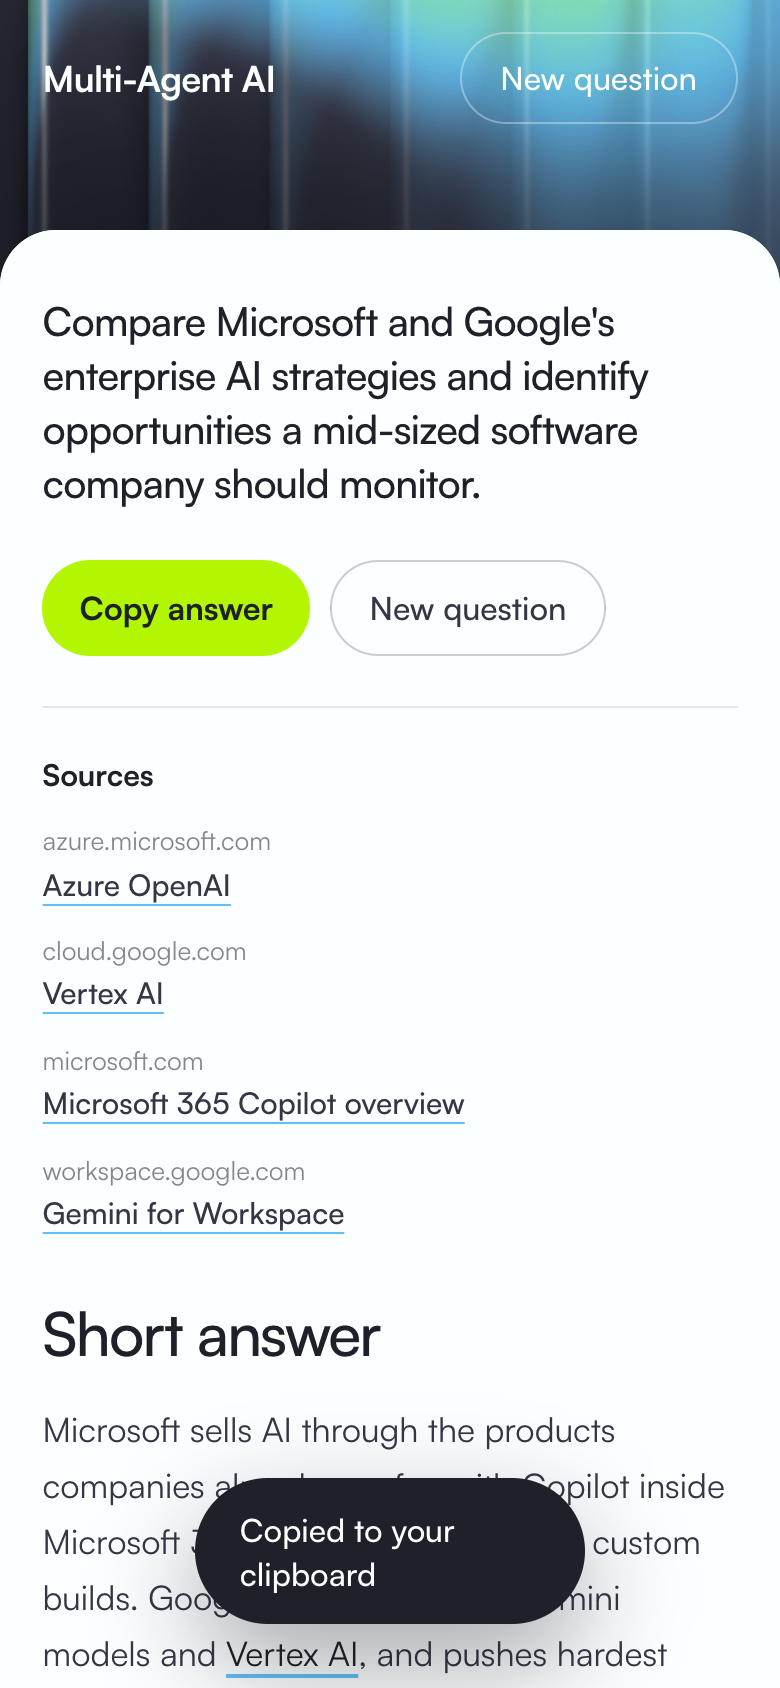 Multi-Agent AI
New question
Compare Microsoft and Google's
enterprise AI strategies and identify
opportunities a mid-sized software
company should monitor.
Copy answer
New question
Sources
azure.microsoft.com
Azure OpenAI
cloud.google.com
Vertex AI
microsoft.com
Microsoft 365 Copilot overview
workspace.google.com
Gemini for Workspace
Short answer
Microsoft sells AI through the products
companies Copilot inside
Microsoft custom
builds.
models and Vertex AI, and pushes hardest
Copied to your
clipboard